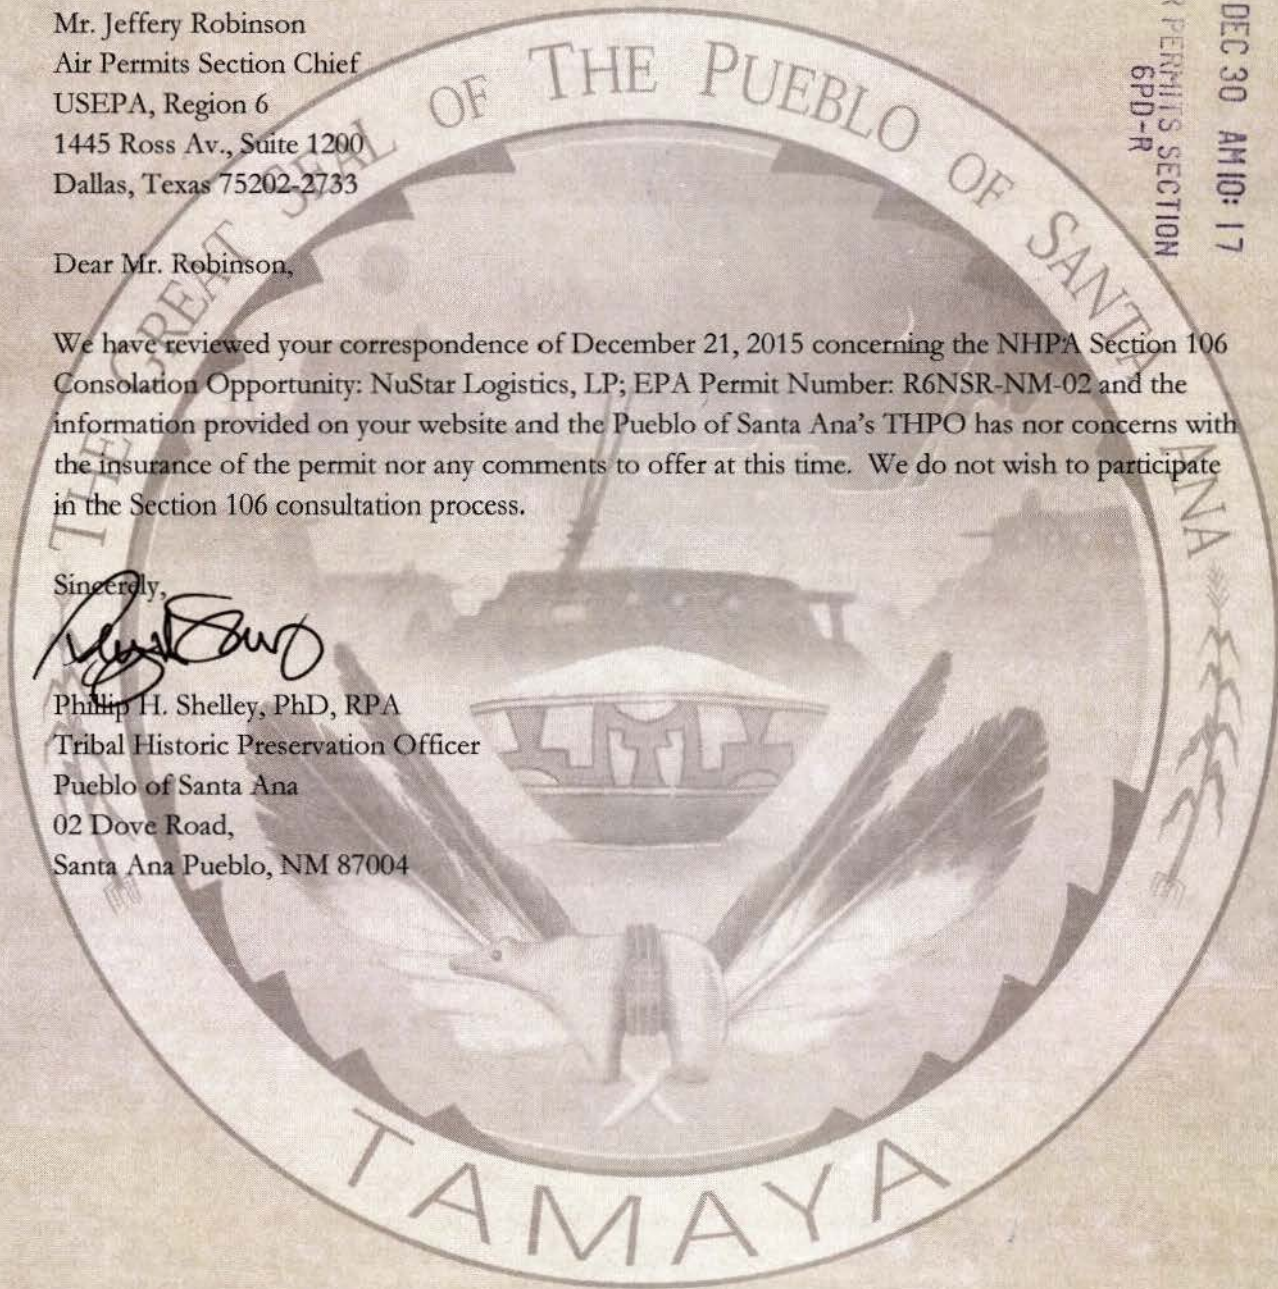 Mr. Jeffery Robinson
Air Permits Section Chief
USEPA, Region 6
1445 Ross Av., Suite 1200
Dallas, Texas 75202-2733
DEC 30 AM 10: 17
PERMITS SECTION
6PD-R
Dear Mr. Robinson,
We have reviewed your correspondence of December 21, 2015 concerning the NHPA Section 106
Consolation Opportunity: NuStar Logistics, LP; EPA Permit Number: R6NSR-NM-02 and the
information provided on your website and the Pueblo of Santa Ana's THPO has nor concerns with
the insurance of the permit nor any comments to offer at this time. We do not wish to participate
in the Section 106 consultation process.
Sincerely,
Phillip H. Shelley, PhD, RPA
Tribal Historic Preservation Officer
Pueblo of Santa Ana
02 Dove Road,
Santa Ana Pueblo, NM 87004
THE GREAT SEAL OF THE PUEBLO OF SANTA ANA
TAMAYA